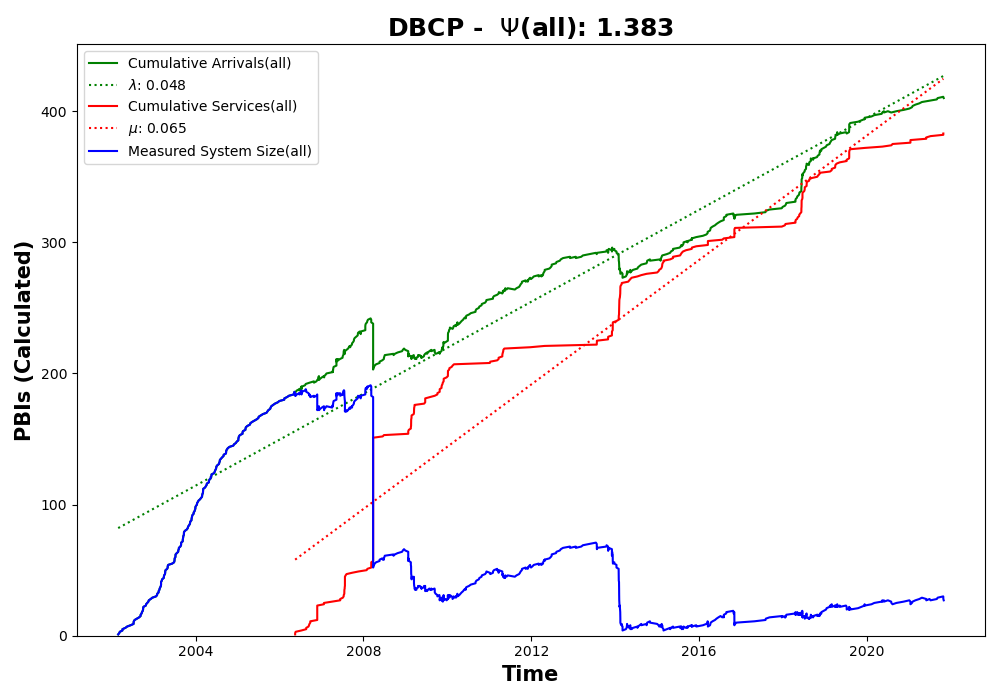 DBCP - Ψ(all): 1.383
Cumulative Arrivals(all)
λ: 0.048
Cumulative Services(all)
μ: 0.065
Measured System Size(all)
PBIs (Calculated)
400
300
200
100
0
2004 2008 2012 2016 2020
Time